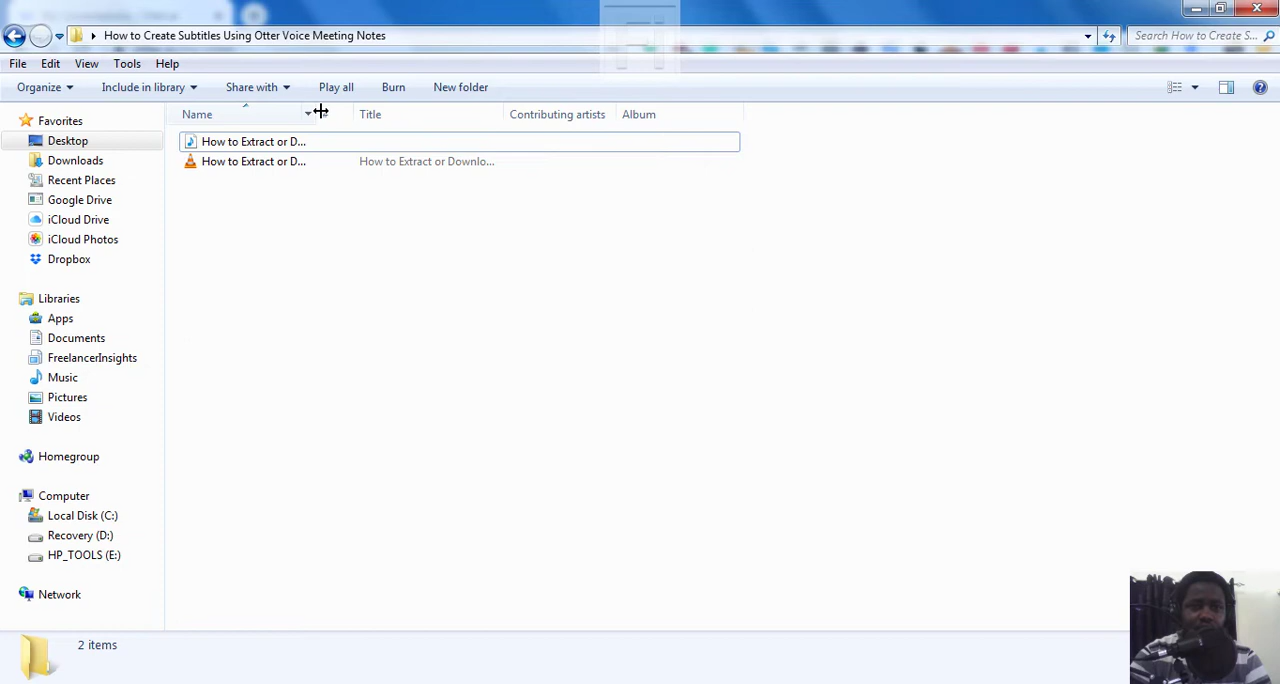 How to Create Subtitles Using Otter Voice Meeting Notes
Search How to Create S...
File Edit View Tools Help
Organize Include in library Share with Play all Burn New folder
Name Title Contributing artists Album
How to Extract or D...
How to Extract or D... How to Extract or Downlo...
Favorites
Desktop
Downloads
Recent Places
Google Drive
iCloud Drive
iCloud Photos
Dropbox
Libraries
Apps
Documents
FreelancerInsights
Music
Pictures
Videos
Homegroup
Computer
Local Disk (C:)
Recovery (D:)
HP_TOOLS (E:)
Network
2 items